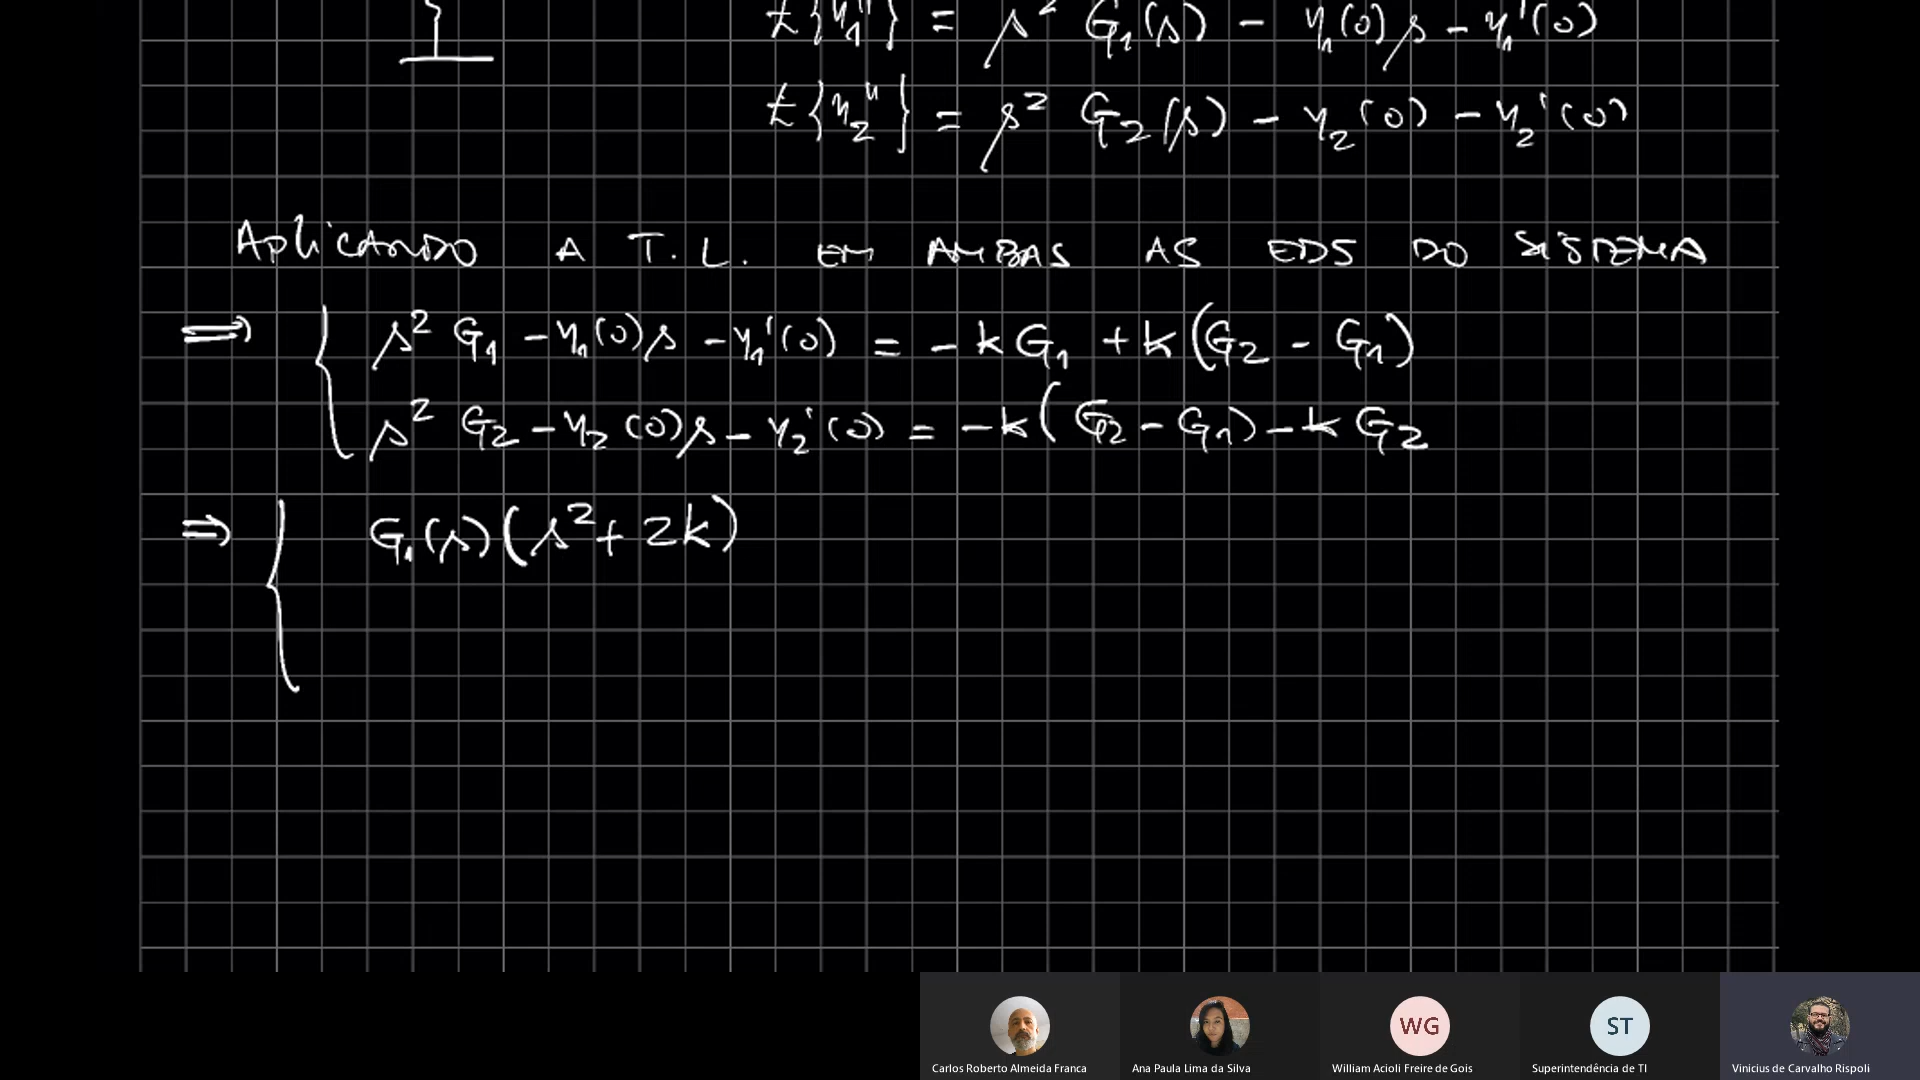 ℒ{y₁''} = s² G₁(s) - y₁(0)s - y₁'(0)
ℒ{y₂''} = s² G₂(s) - y₂(0) - y₂'(0)
APLICANDO A T.L. EM AMBAS AS EDS DO SISTEMA
⇒ { s² G₁ - y₁(0)s - y₁'(0) = -kG₁ + k(G₂ - G₁)
s² G₂ - y₂(0)s - y₂'(0) = -k(G₂ - G₁) - kG₂
⇒ { G₁(s)(s² + 2k)
WG ST
Carlos Roberto Almeida Franca Ana Paula Lima da Silva William Acioli Freire de Gois Superintendência de TI Vinicius de Carvalho Rispoli